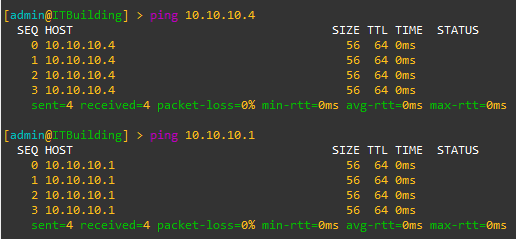 [admin@ITBuilding] > ping 10.10.10.4
SEQ HOST SIZE TTL TIME STATUS
0 10.10.10.4 56 64 0ms
1 10.10.10.4 56 64 0ms
2 10.10.10.4 56 64 0ms
3 10.10.10.4 56 64 0ms
sent=4 received=4 packet-loss=0% min-rtt=0ms avg-rtt=0ms max-rtt=0ms
[admin@ITBuilding] > ping 10.10.10.1
SEQ HOST SIZE TTL TIME STATUS
0 10.10.10.1 56 64 0ms
1 10.10.10.1 56 64 0ms
2 10.10.10.1 56 64 0ms
3 10.10.10.1 56 64 0ms
sent=4 received=4 packet-loss=0% min-rtt=0ms avg-rtt=0ms max-rtt=0ms